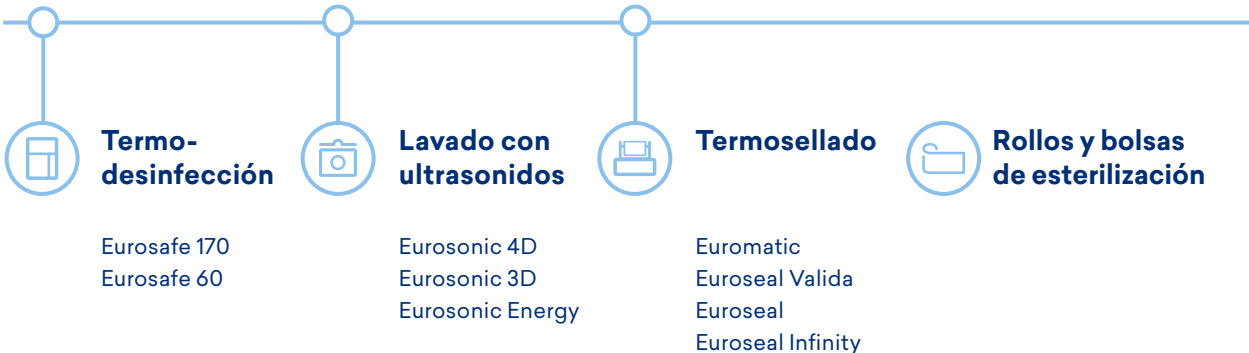 Termo-
desinfección
Eurosafe 170
Eurosafe 60
Lavado con
ultrasonidos
Eurosonic 4D
Eurosonic 3D
Eurosonic Energy
Termosellado
Euromatic
Euroseal Valida
Euroseal
Euroseal Infinity
Rollos y bolsas
de esterilización